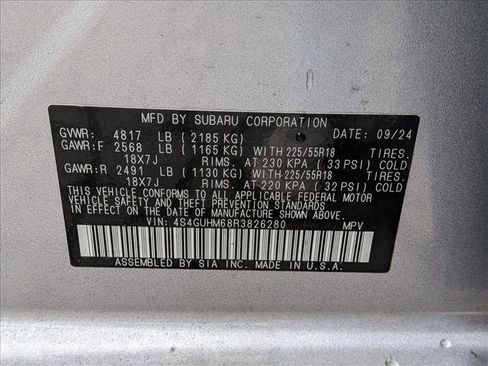 MFD BY SUBARU CORPORATION
GVWR: 4817 LB (2185 KG) DATE: 09/24
GAWR:F 2568 LB (1165 KG) WITH 225/55R18 TIRES.
18X7J RIMS. AT 230 KPA (33 PSI) COLD
GAWR:R 2491 LB (1130 KG) WITH 225/55R18 TIRES.
18X7J RIMS. AT 220 KPA (32 PSI) COLD
THIS VEHICLE CONFORMS TO ALL APPLICABLE FEDERAL MOTOR
VEHICLE SAFETY AND THEFT PREVENTION STANDARDS IN EFFECT
ON THE DATE OF MANUFACTURE SHOWN ABOVE.
VIN: 4S4GUHM68R3826280 MPV
ASSEMBLED BY SIA INC. MADE IN U.S.A.